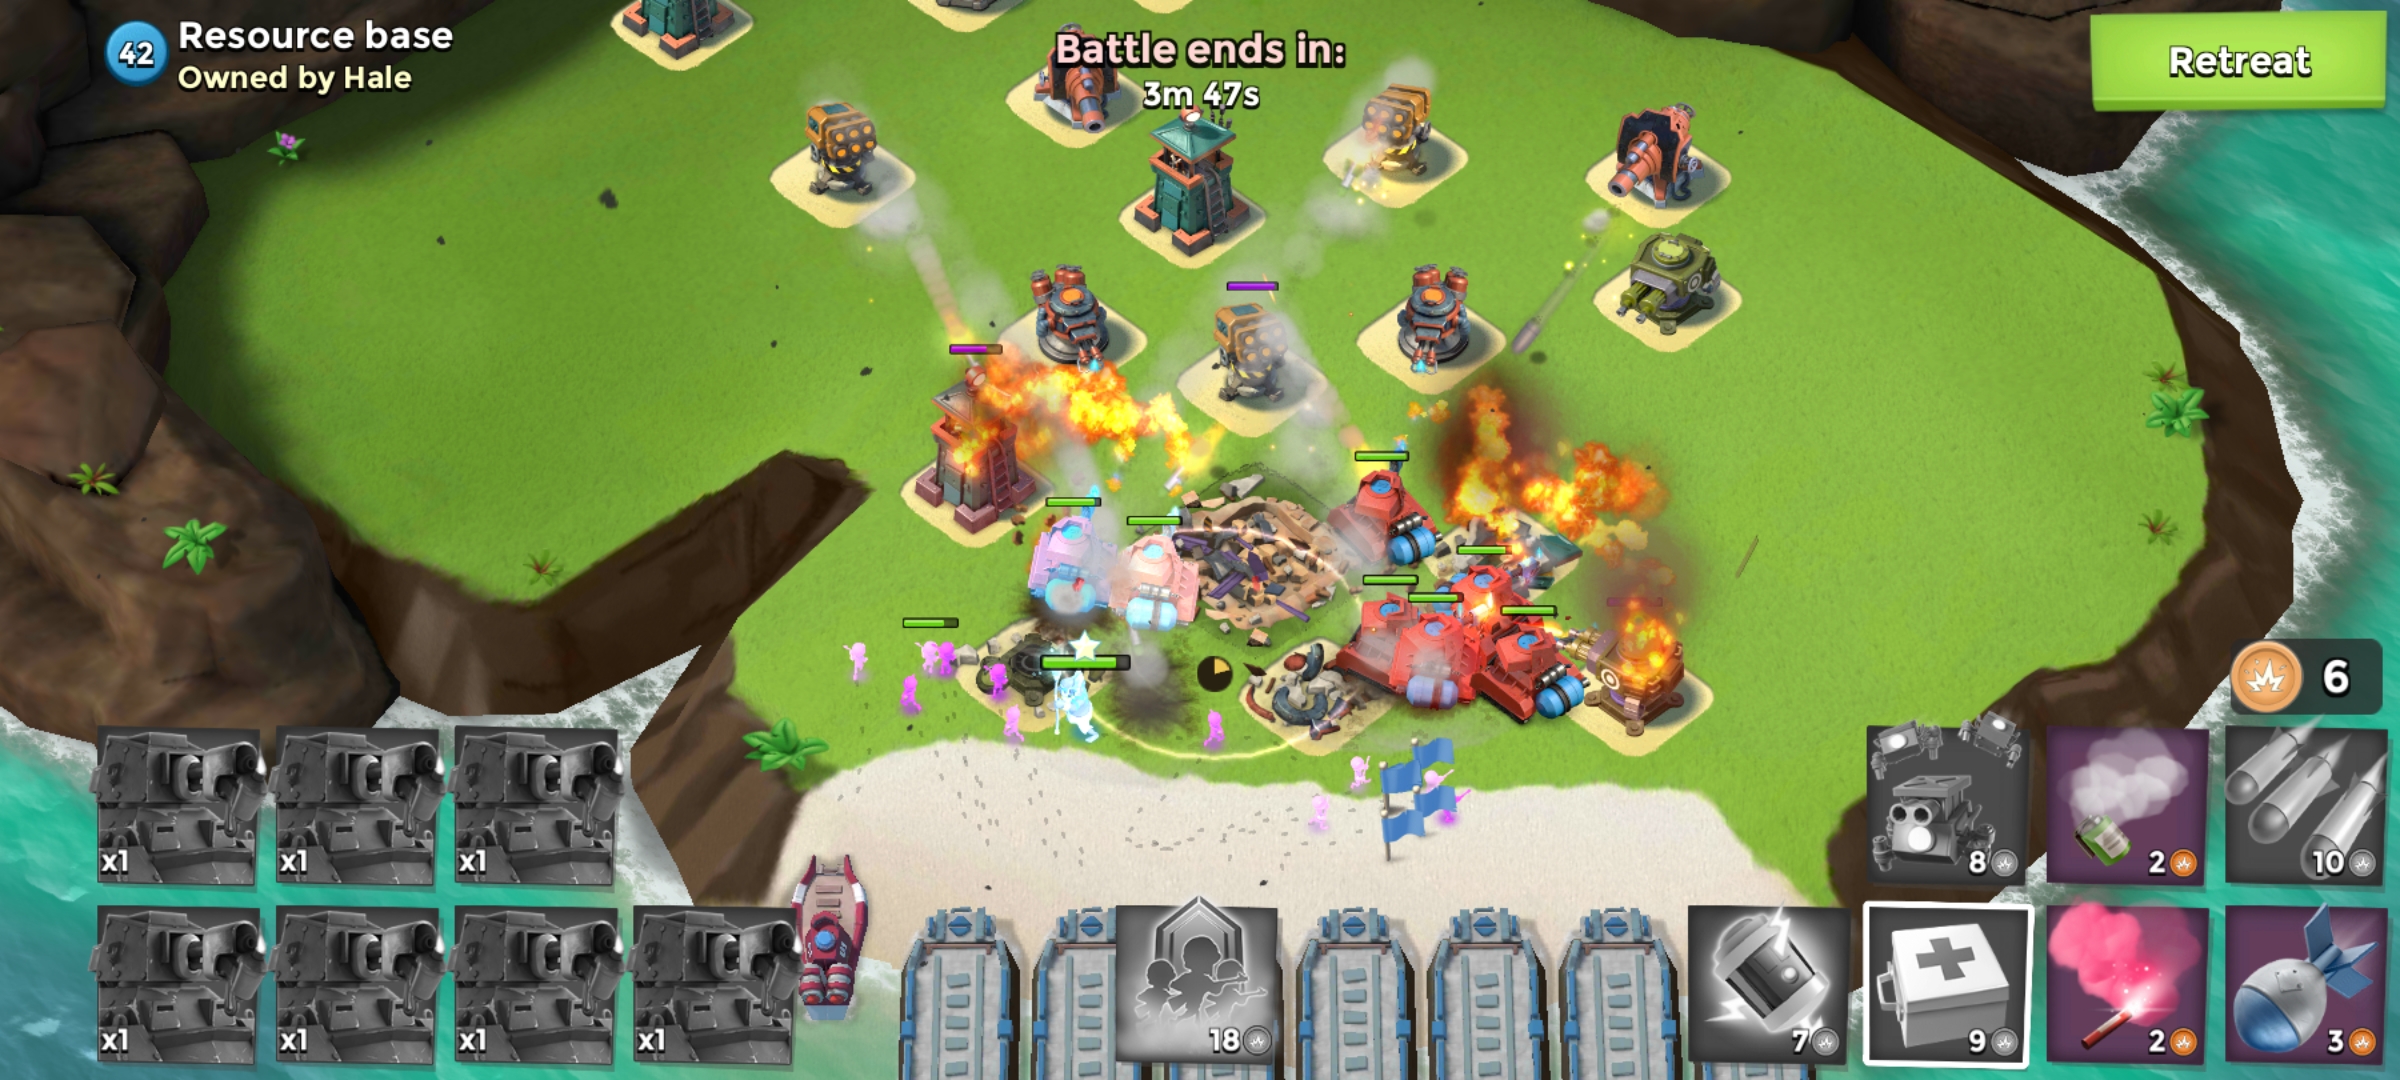 42
Resource base
Owned by Hale
Battle ends in:
3m 47s
Retreat
6
x1
x1
x1
8
2
10
x1
x1
x1
x1
18
7
9
2
3